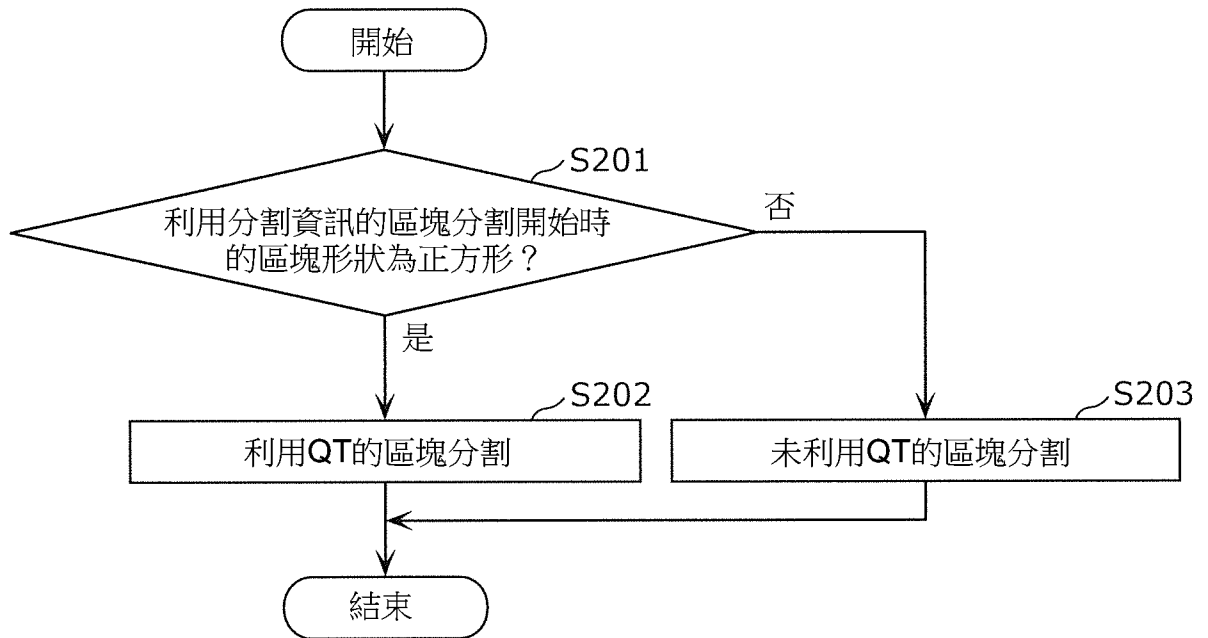 開始
S201
利用分割資訊的區塊分割開始時
的區塊形狀為正方形？
否
是
S202
利用QT的區塊分割
S203
未利用QT的區塊分割
結束